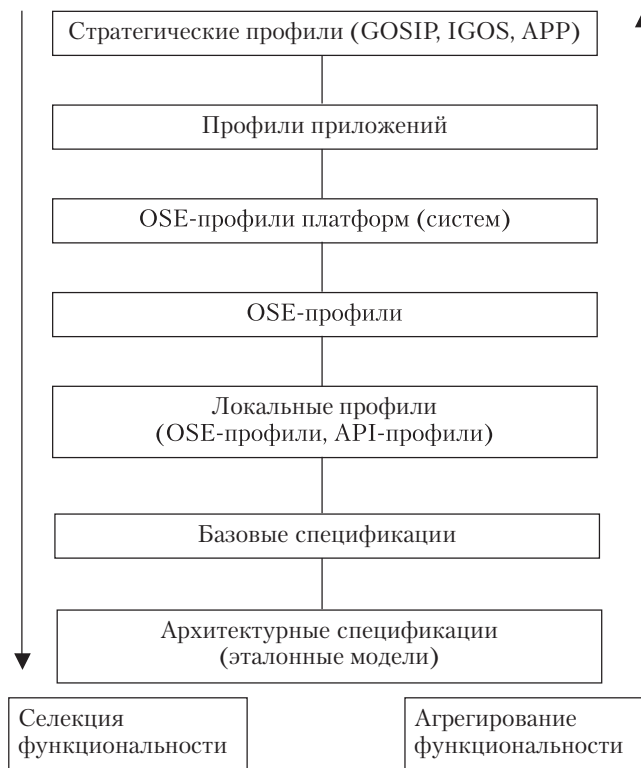 Стратегические профили (GOSIP, IGOS, APP)
Профили приложений
OSE-профили платформ (систем)
OSE-профили
Локальные профили
(OSE-профили, API-профили)
Базовые спецификации
Архитектурные спецификации
(эталонные модели)
Селекция
функциональности
Агрегирование
функциональности